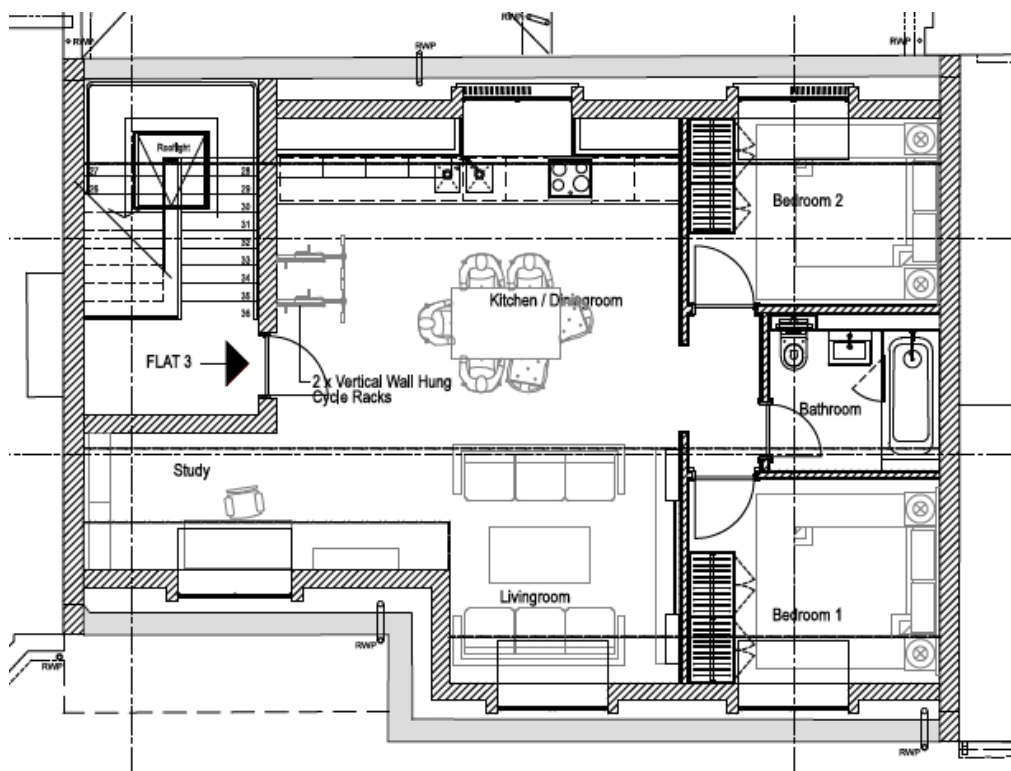 RWP
RWP
RWP
RWP
Rooflight
27
28
26
29
30
31
32
33
34
35
36
Bedroom 2
Kitchen / Diningroom
FLAT 3
2 x Vertical Wall Hung
Cycle Racks
Bathroom
Study
Livingroom
Bedroom 1
RWP
RWP
RWP